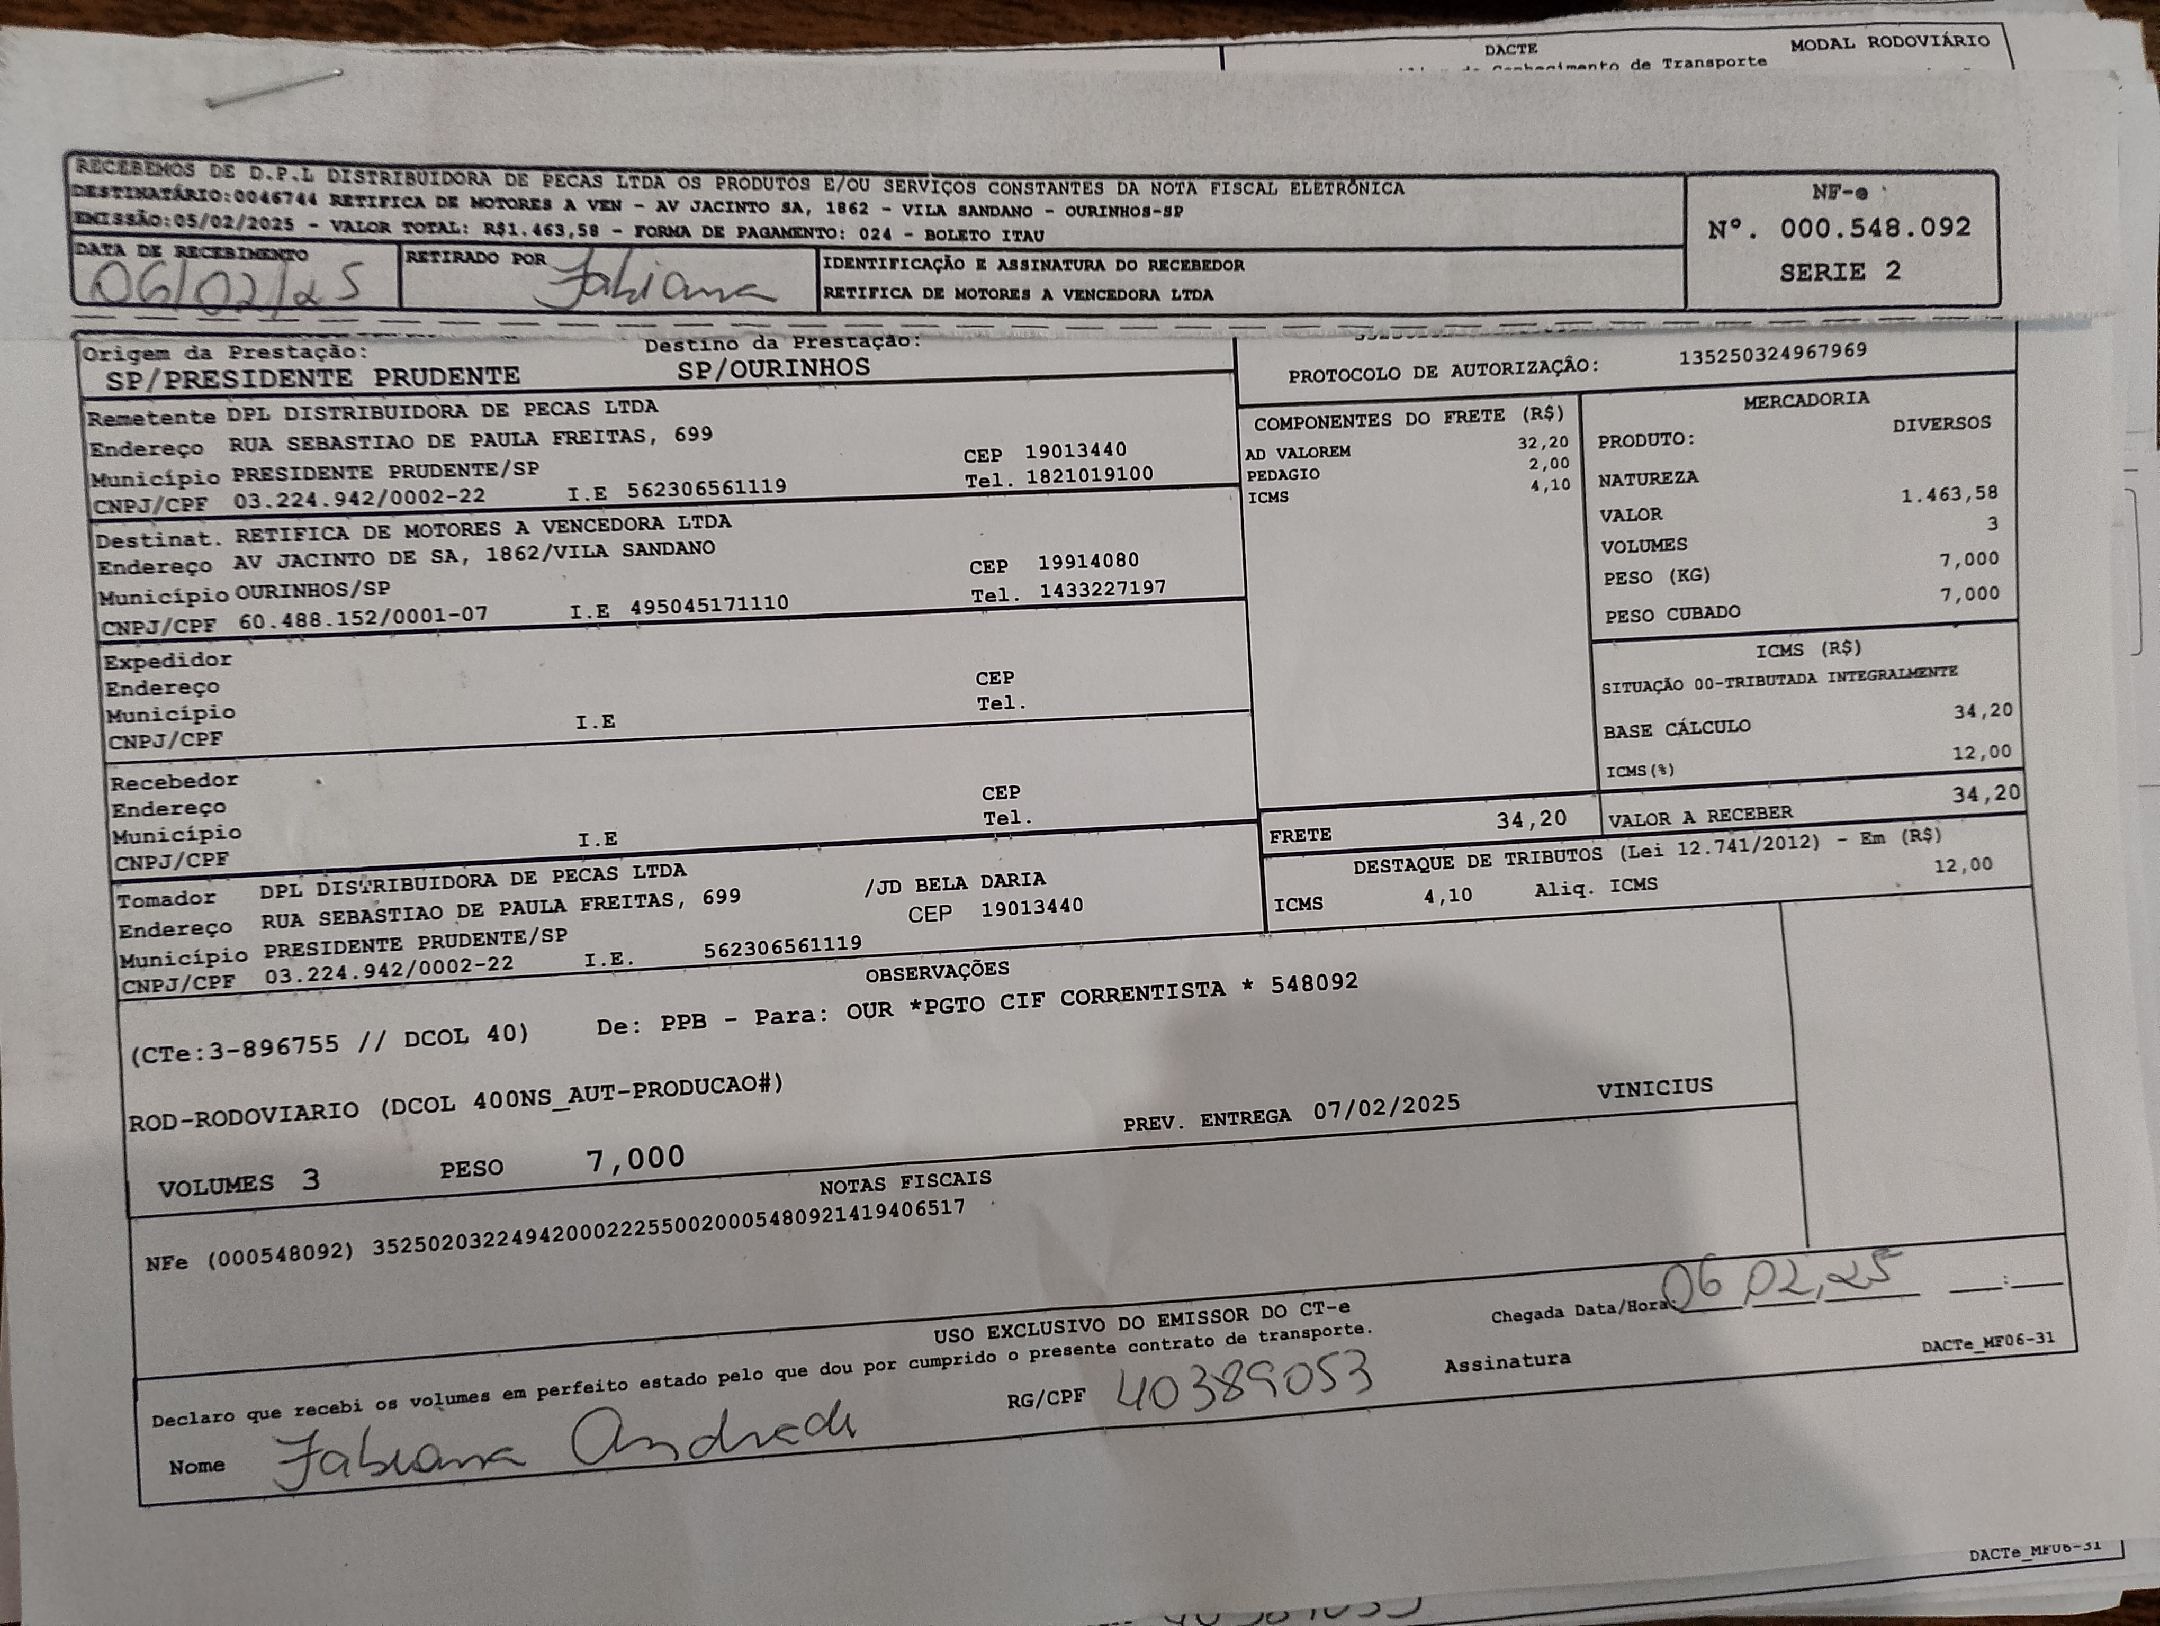 DACTE MODAL RODOVIÁRIO
de Transporte
RECEBEMOS DE D.P.L DISTRIBUIDORA DE PECAS LTDA OS PRODUTOS E/OU SERVIÇOS CONSTANTES DA NOTA FISCAL ELETRÔNICA
DESTINATÁRIO:0046744 RETIFICA DE MOTORES A VEN - AV JACINTO SA, 1862 - VILA SANDANO - OURINHOS-SP
EMISSÃO:05/02/2025 - VALOR TOTAL: R$1.463,58 - FORMA DE PAGAMENTO: 024 - BOLETO ITAU
NF-e
Nº. 000.548.092
SERIE 2
DATA DE RECEBIMENTO
06/02/25
RETIRADO POR
Fabiana
IDENTIFICAÇÃO E ASSINATURA DO RECEBEDOR
RETIFICA DE MOTORES A VENCEDORA LTDA
Origem da Prestação: Destino da Prestação:
SP/PRESIDENTE PRUDENTE SP/OURINHOS
PROTOCOLO DE AUTORIZAÇÂO: 135250324967969
Remetente DPL DISTRIBUIDORA DE PECAS LTDA
Endereço RUA SEBASTIAO DE PAULA FREITAS, 699 CEP 19013440
Município PRESIDENTE PRUDENTE/SP Tel. 1821019100
CNPJ/CPF 03.224.942/0002-22 I.E 562306561119
Destinat. RETIFICA DE MOTORES A VENCEDORA LTDA
Endereço AV JACINTO DE SA, 1862/VILA SANDANO CEP 19914080
Município OURINHOS/SP Tel. 1433227197
CNPJ/CPF 60.488.152/0001-07 I.E 495045171110
Expedidor
Endereço CEP
Município Tel.
CNPJ/CPF I.E
Recebedor
Endereço CEP
Município Tel.
CNPJ/CPF I.E
Tomador DPL DISTRIBUIDORA DE PECAS LTDA
Endereço RUA SEBASTIAO DE PAULA FREITAS, 699 /JD BELA DARIA
Município PRESIDENTE PRUDENTE/SP CEP 19013440
CNPJ/CPF 03.224.942/0002-22 I.E. 562306561119
COMPONENTES DO FRETE (R$)
AD VALOREM 32,20
PEDAGIO 2,00
ICMS 4,10
MERCADORIA
PRODUTO: DIVERSOS
NATUREZA
VALOR 1.463,58
VOLUMES 3
PESO (KG) 7,000
PESO CUBADO 7,000
ICMS (R$)
SITUAÇÃO 00-TRIBUTADA INTEGRALMENTE
BASE CÁLCULO 34,20
ICMS(%) 12,00
FRETE 34,20 VALOR A RECEBER 34,20
DESTAQUE DE TRIBUTOS (Lei 12.741/2012) - Em (R$)
ICMS 4,10 Aliq. ICMS 12,00
OBSERVAÇÕES
(CTe:3-896755 // DCOL 40) De: PPB - Para: OUR *PGTO CIF CORRENTISTA * 548092
ROD-RODOVIARIO (DCOL 400NS_AUT-PRODUCAO#)
PREV. ENTREGA 07/02/2025 VINICIUS
VOLUMES 3 PESO 7,000
NOTAS FISCAIS
NFe (000548092) 35250203224942000222550020005480921419406517
USO EXCLUSIVO DO EMISSOR DO CT-e
Chegada Data/Hora: 06 02, 25 __:__
Declaro que recebi os volumes em perfeito estado pelo que dou por cumprido o presente contrato de transporte.
DACTe_MF06-31
Nome Fabiana RG/CPF 40389053 Assinatura
DACTe_MF06-31